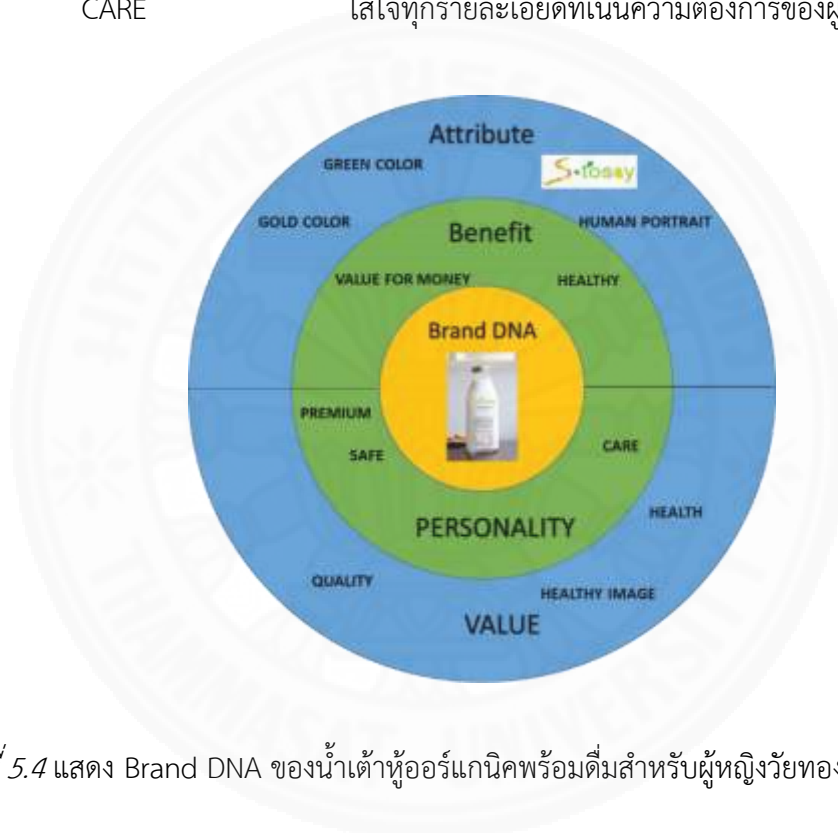 CARE ใส่ใจทุกรายละเอียดที่เน้นความต้องการของผู้
Attribute
GREEN COLOR
S•tosoy
GOLD COLOR
HUMAN PORTRAIT
Benefit
VALUE FOR MONEY
HEALTHY
Brand DNA
PREMIUM
SAFE
CARE
HEALTH
PERSONALITY
QUALITY
HEALTHY IMAGE
VALUE
5.4 แสดง Brand DNA ของน้ำเต้าหู้ออร์แกนิคพร้อมดื่มสำหรับผู้หญิงวัยทอง
THAMMASAT UNIVERSITY